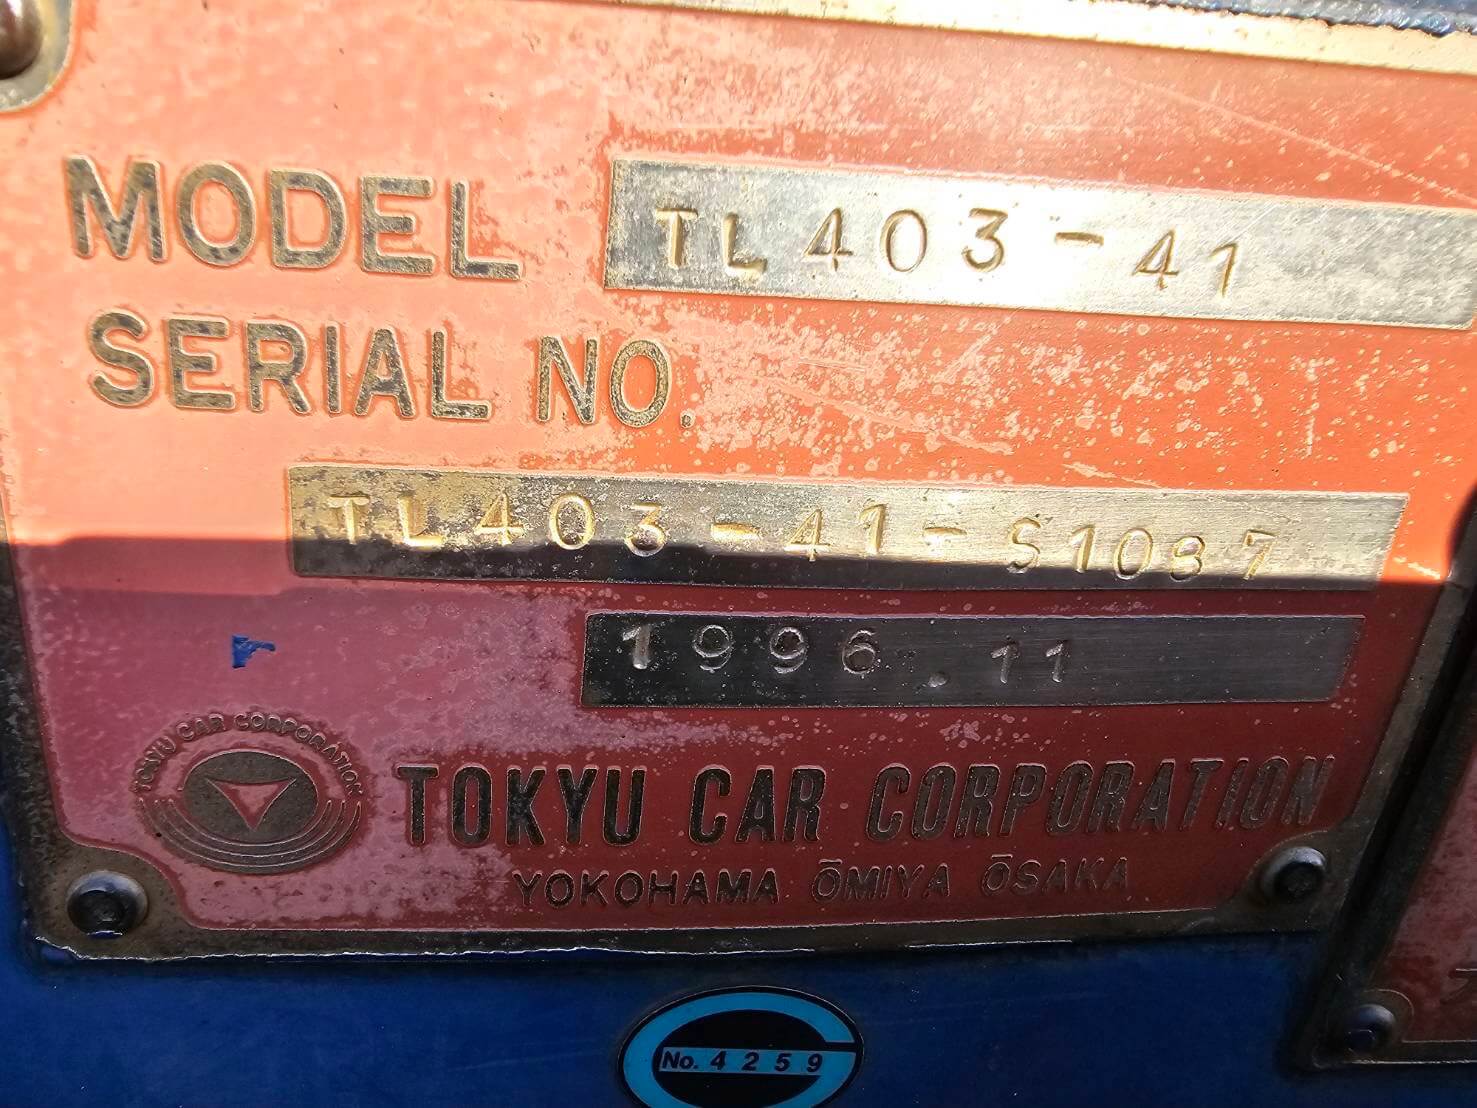 MODEL TL403-41
SERIAL NO.
TL403-41-S1087
1996.11
TOKYU CAR CORPORATION
TOKYU CAR CORPORATION
YOKOHAMA ŌMIYA ŌSAKA
No. 4259